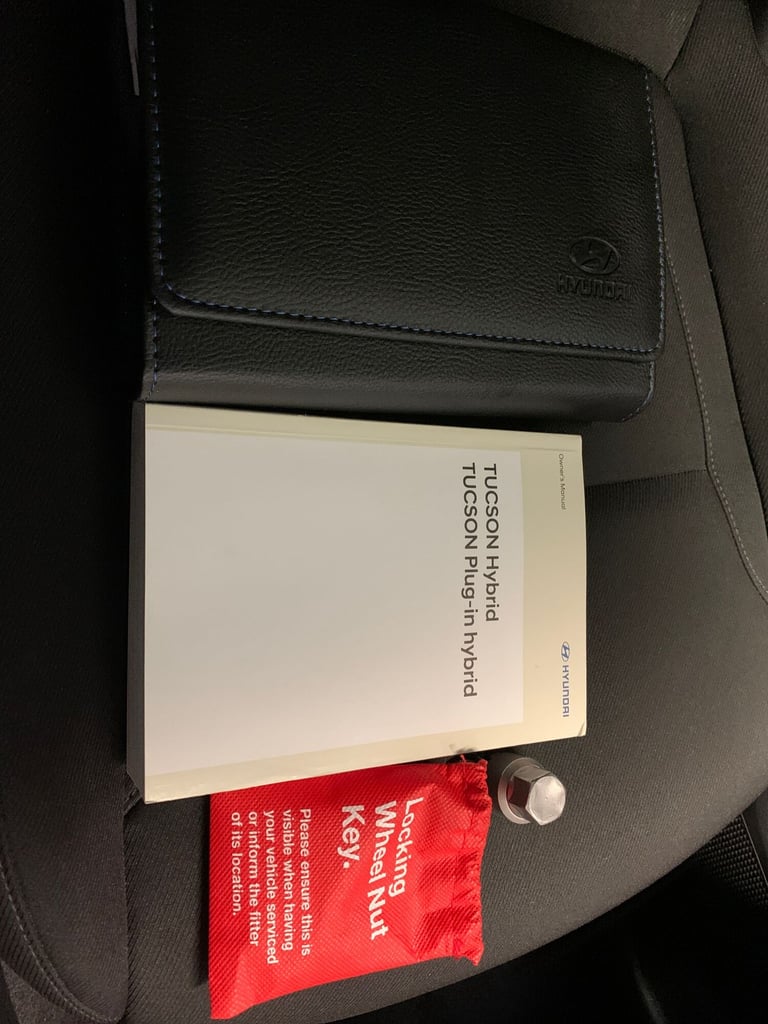 HYUNDAI
Owner's Manual
HYUNDAI
TUCSON Hybrid
TUCSON Plug-in hybrid
Locking
Wheel Nut
Key.
Please ensure this is
visible when having
your vehicle serviced
or inform the fitter
of its location.